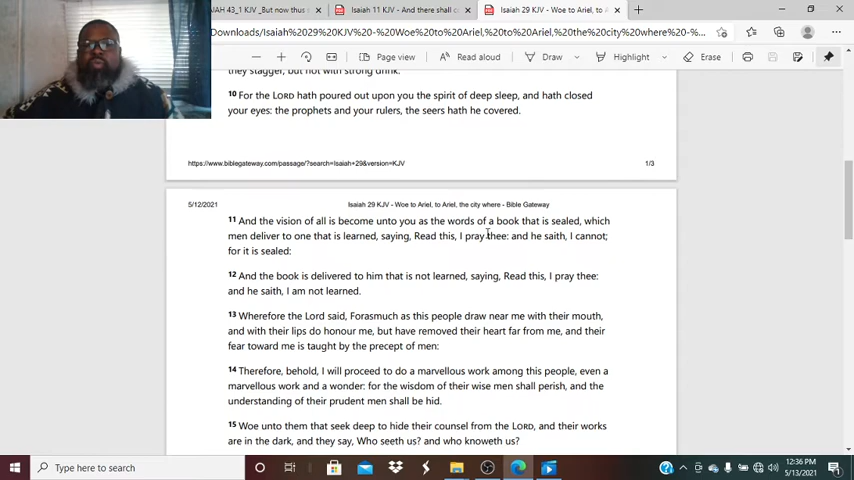 AIAH 43_1 KJV _But now thus s
Isaiah 11 KJV - And there shall c
Isaiah 29 KJV - Woe to Ariel, to A
Downloads/Isaiah%2029%20KJV%20-%20Woe%20to%20Ariel,%20to%20Ariel,%20the%20city%20where%20-%...
Page view
Read aloud
Draw
Highlight
Erase
they stagger, but not with strong drink.
10 For the LORD hath poured out upon you the spirit of deep sleep, and hath closed
your eyes: the prophets and your rulers, the seers hath he covered.
https://www.biblegateway.com/passage/?search=Isaiah+29&version=KJV
1/3
5/12/2021
Isaiah 29 KJV - Woe to Ariel, to Ariel, the city where - Bible Gateway
11 And the vision of all is become unto you as the words of a book that is sealed, which
men deliver to one that is learned, saying, Read this, I pray thee: and he saith, I cannot;
for it is sealed:
12 And the book is delivered to him that is not learned, saying, Read this, I pray thee:
and he saith, I am not learned.
13 Wherefore the Lord said, Forasmuch as this people draw near me with their mouth,
and with their lips do honour me, but have removed their heart far from me, and their
fear toward me is taught by the precept of men:
14 Therefore, behold, I will proceed to do a marvellous work among this people, even a
marvellous work and a wonder: for the wisdom of their wise men shall perish, and the
understanding of their prudent men shall be hid.
15 Woe unto them that seek deep to hide their counsel from the LORD, and their works
are in the dark, and they say, Who seeth us? and who knoweth us?
Type here to search
12:36 PM
5/13/2021